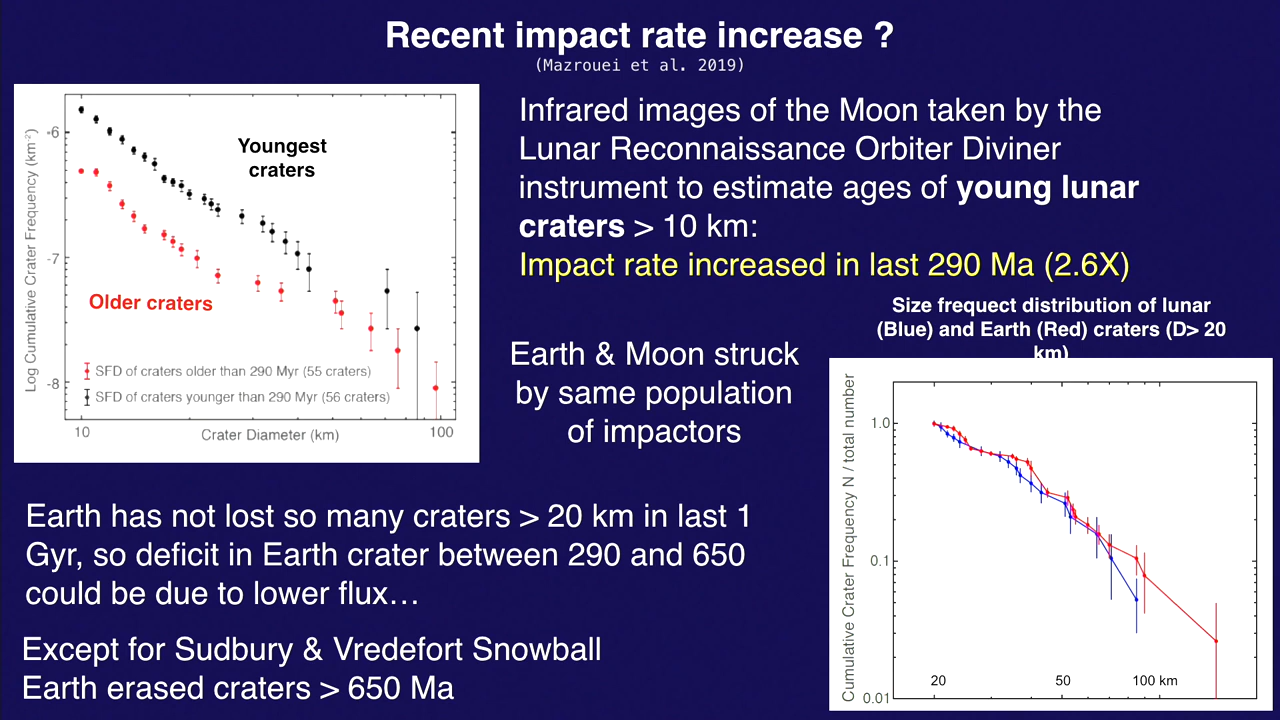 Recent impact rate increase ?
(Mazrouei et al. 2019)
Log Cumulative Crater Frequency (km⁻²)
-6
-7
-8
Youngest
craters
Older craters
SFD of craters older than 290 Myr (55 craters)
SFD of craters younger than 290 Myr (56 craters)
10
Crater Diameter (km)
100
Infrared images of the Moon taken by the
Lunar Reconnaissance Orbiter Diviner
instrument to estimate ages of young lunar
craters > 10 km:
Impact rate increased in last 290 Ma (2.6X)
Earth & Moon struck
by same population
of impactors
Size frequect distribution of lunar
(Blue) and Earth (Red) craters (D> 20
km)
Cumulative Crater Frequency N / total number
1.0
0.1
0.01
20
50
100 km
Earth has not lost so many craters > 20 km in last 1
Gyr, so deficit in Earth crater between 290 and 650
could be due to lower flux…
Except for Sudbury & Vredefort Snowball
Earth erased craters > 650 Ma